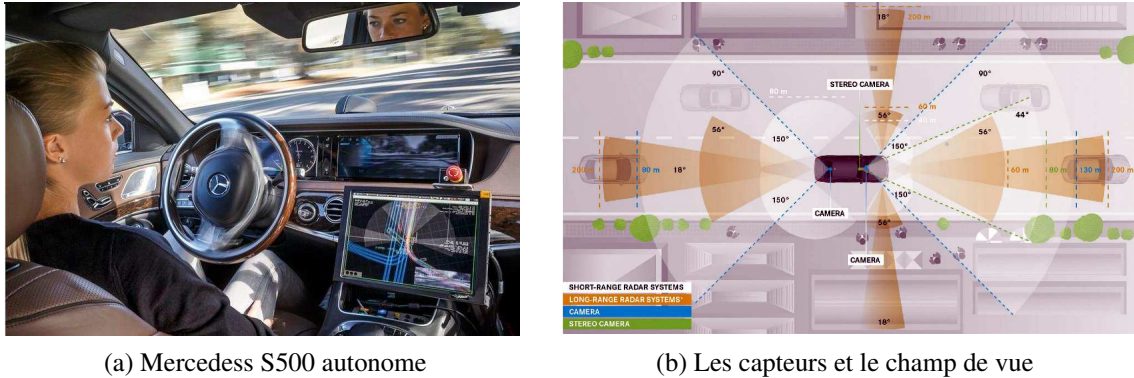 18°
200 m
90°
90°
STEREO CAMERA
80 m
60 m
56°
44°
56°
56°
150°
150°
200 m
80 m
18°
60 m
80 m
130 m
200 m
150°
150°
CAMERA
56°
CAMERA
SHORT-RANGE RADAR SYSTEMS
LONG-RANGE RADAR SYSTEMS*
CAMERA
STEREO CAMERA
18°
(a) Mercedess S500 autonome
(b) Les capteurs et le champ de vue